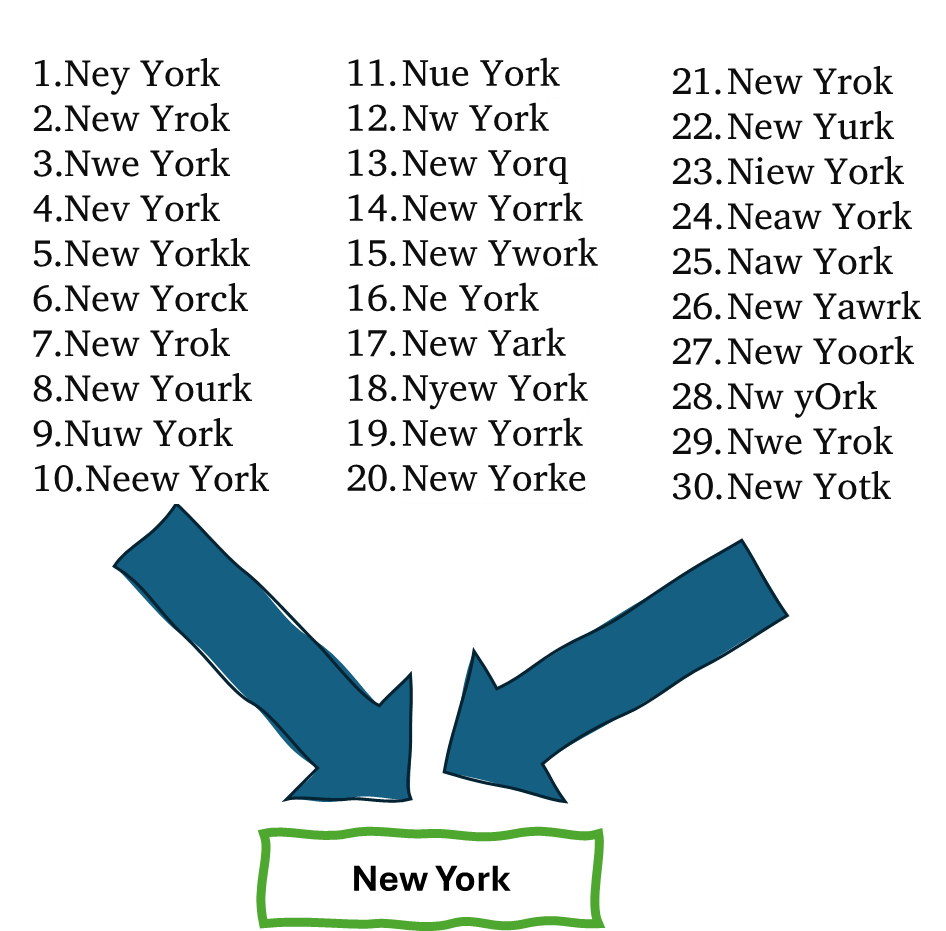 1.Ney York
2.New Yrok
3.Nwe York
4.Nev York
5.New Yorkk
6.New Yorck
7.New Yrok
8.New Yourk
9.Nuw York
10.Neew York
11.Nue York
12.Nw York
13.New Yorq
14.New Yorrk
15.New Ywork
16.Ne York
17.New Yark
18.Nyew York
19.New Yorrk
20.New Yorke
21.New Yrok
22.New Yurk
23.Niew York
24.Neaw York
25.Naw York
26.New Yawrk
27.New Yoork
28.Nw yOrk
29.Nwe Yrok
30.New Yotk
New York